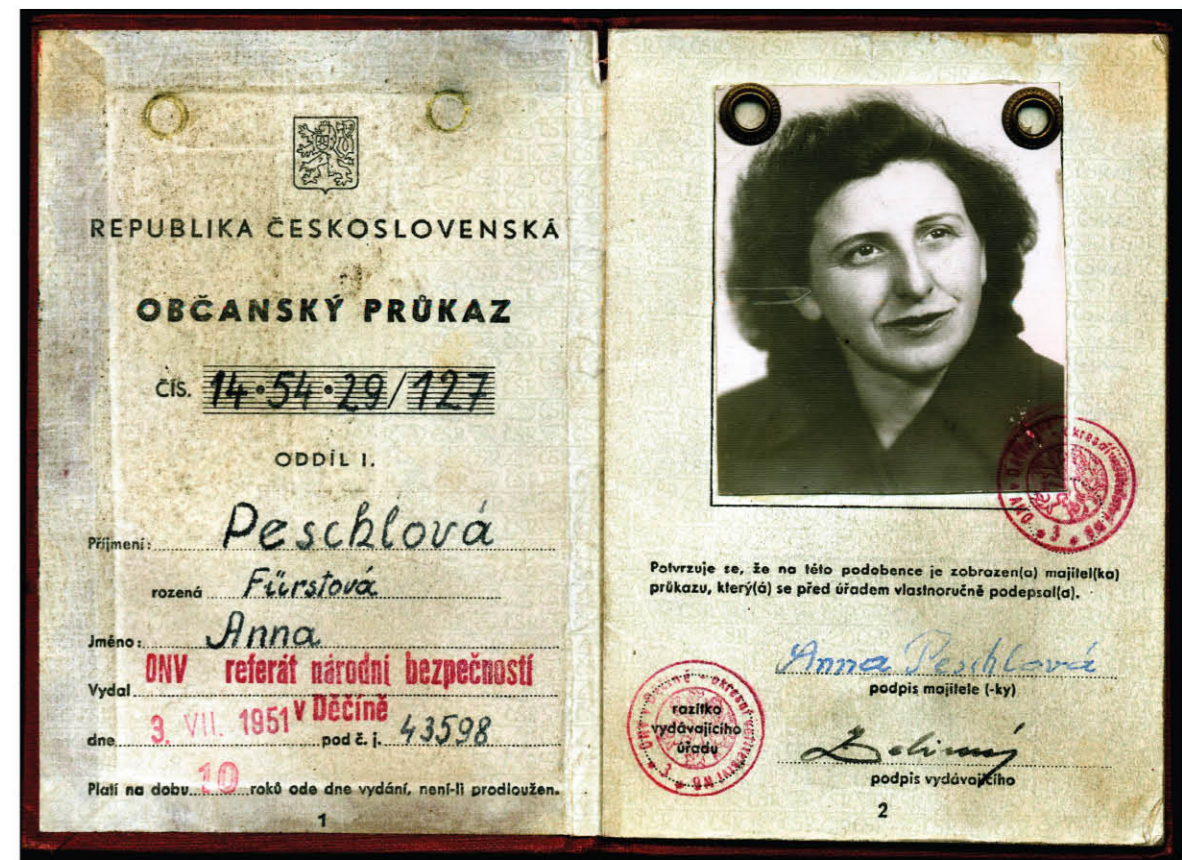 REPUBLIKA ČESKOSLOVENSKÁ
OBČANSKÝ PRŮKAZ
ČÍS. 14·54·29/127
ODDÍL I.
Příjmení: Peschlová
rozená Fürstová
Jméno: Anna
Vydal ONV referát národní bezpečnosti
v Děčíně
dne 3. VII. 1951 pod č. j. 43598
Platí na dobu 10 roků ode dne vydání, není-li prodloužen.
1
Potvrzuje se, že na této podobence je zobrazen(a) majitel(ka)
průkazu, který(á) se před úřadem vlastnoručně podepsal(a).
Anna Peschlová
podpis majitele (-ky)
razítko
vydávajícího
úřadu
podpis vydávajícího
2